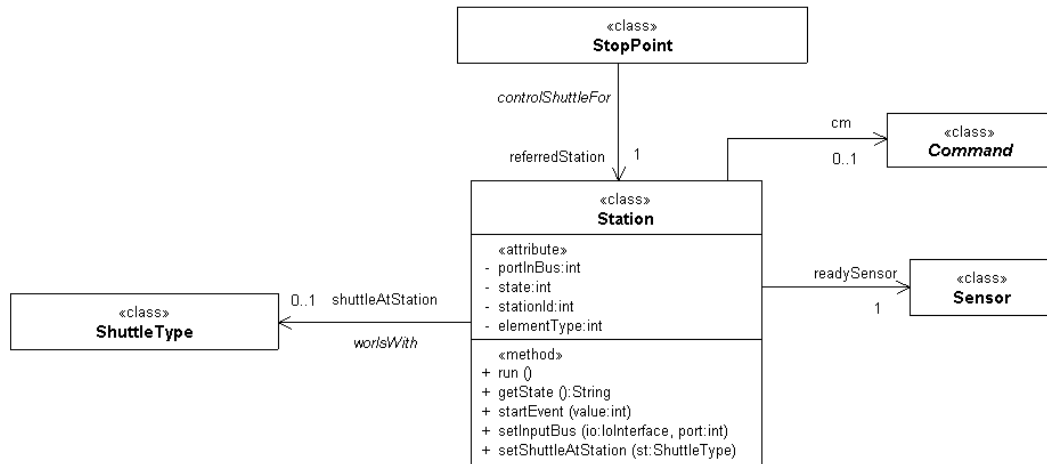 «class»
StopPoint
controlShuttleFor
referredStation
1
cm
0..1
«class»
Command
«class»
Station
«attribute»
- portInBus:int
- state:int
- stationId:int
- elementType:int
«method»
+ run ()
+ getState ():String
+ startEvent (value:int)
+ setInputBus (io:IoInterface, port:int)
+ setShuttleAtStation (st:ShuttleType)
readySensor
1
«class»
Sensor
0..1 shuttleAtStation
worlsWith
«class»
ShuttleType